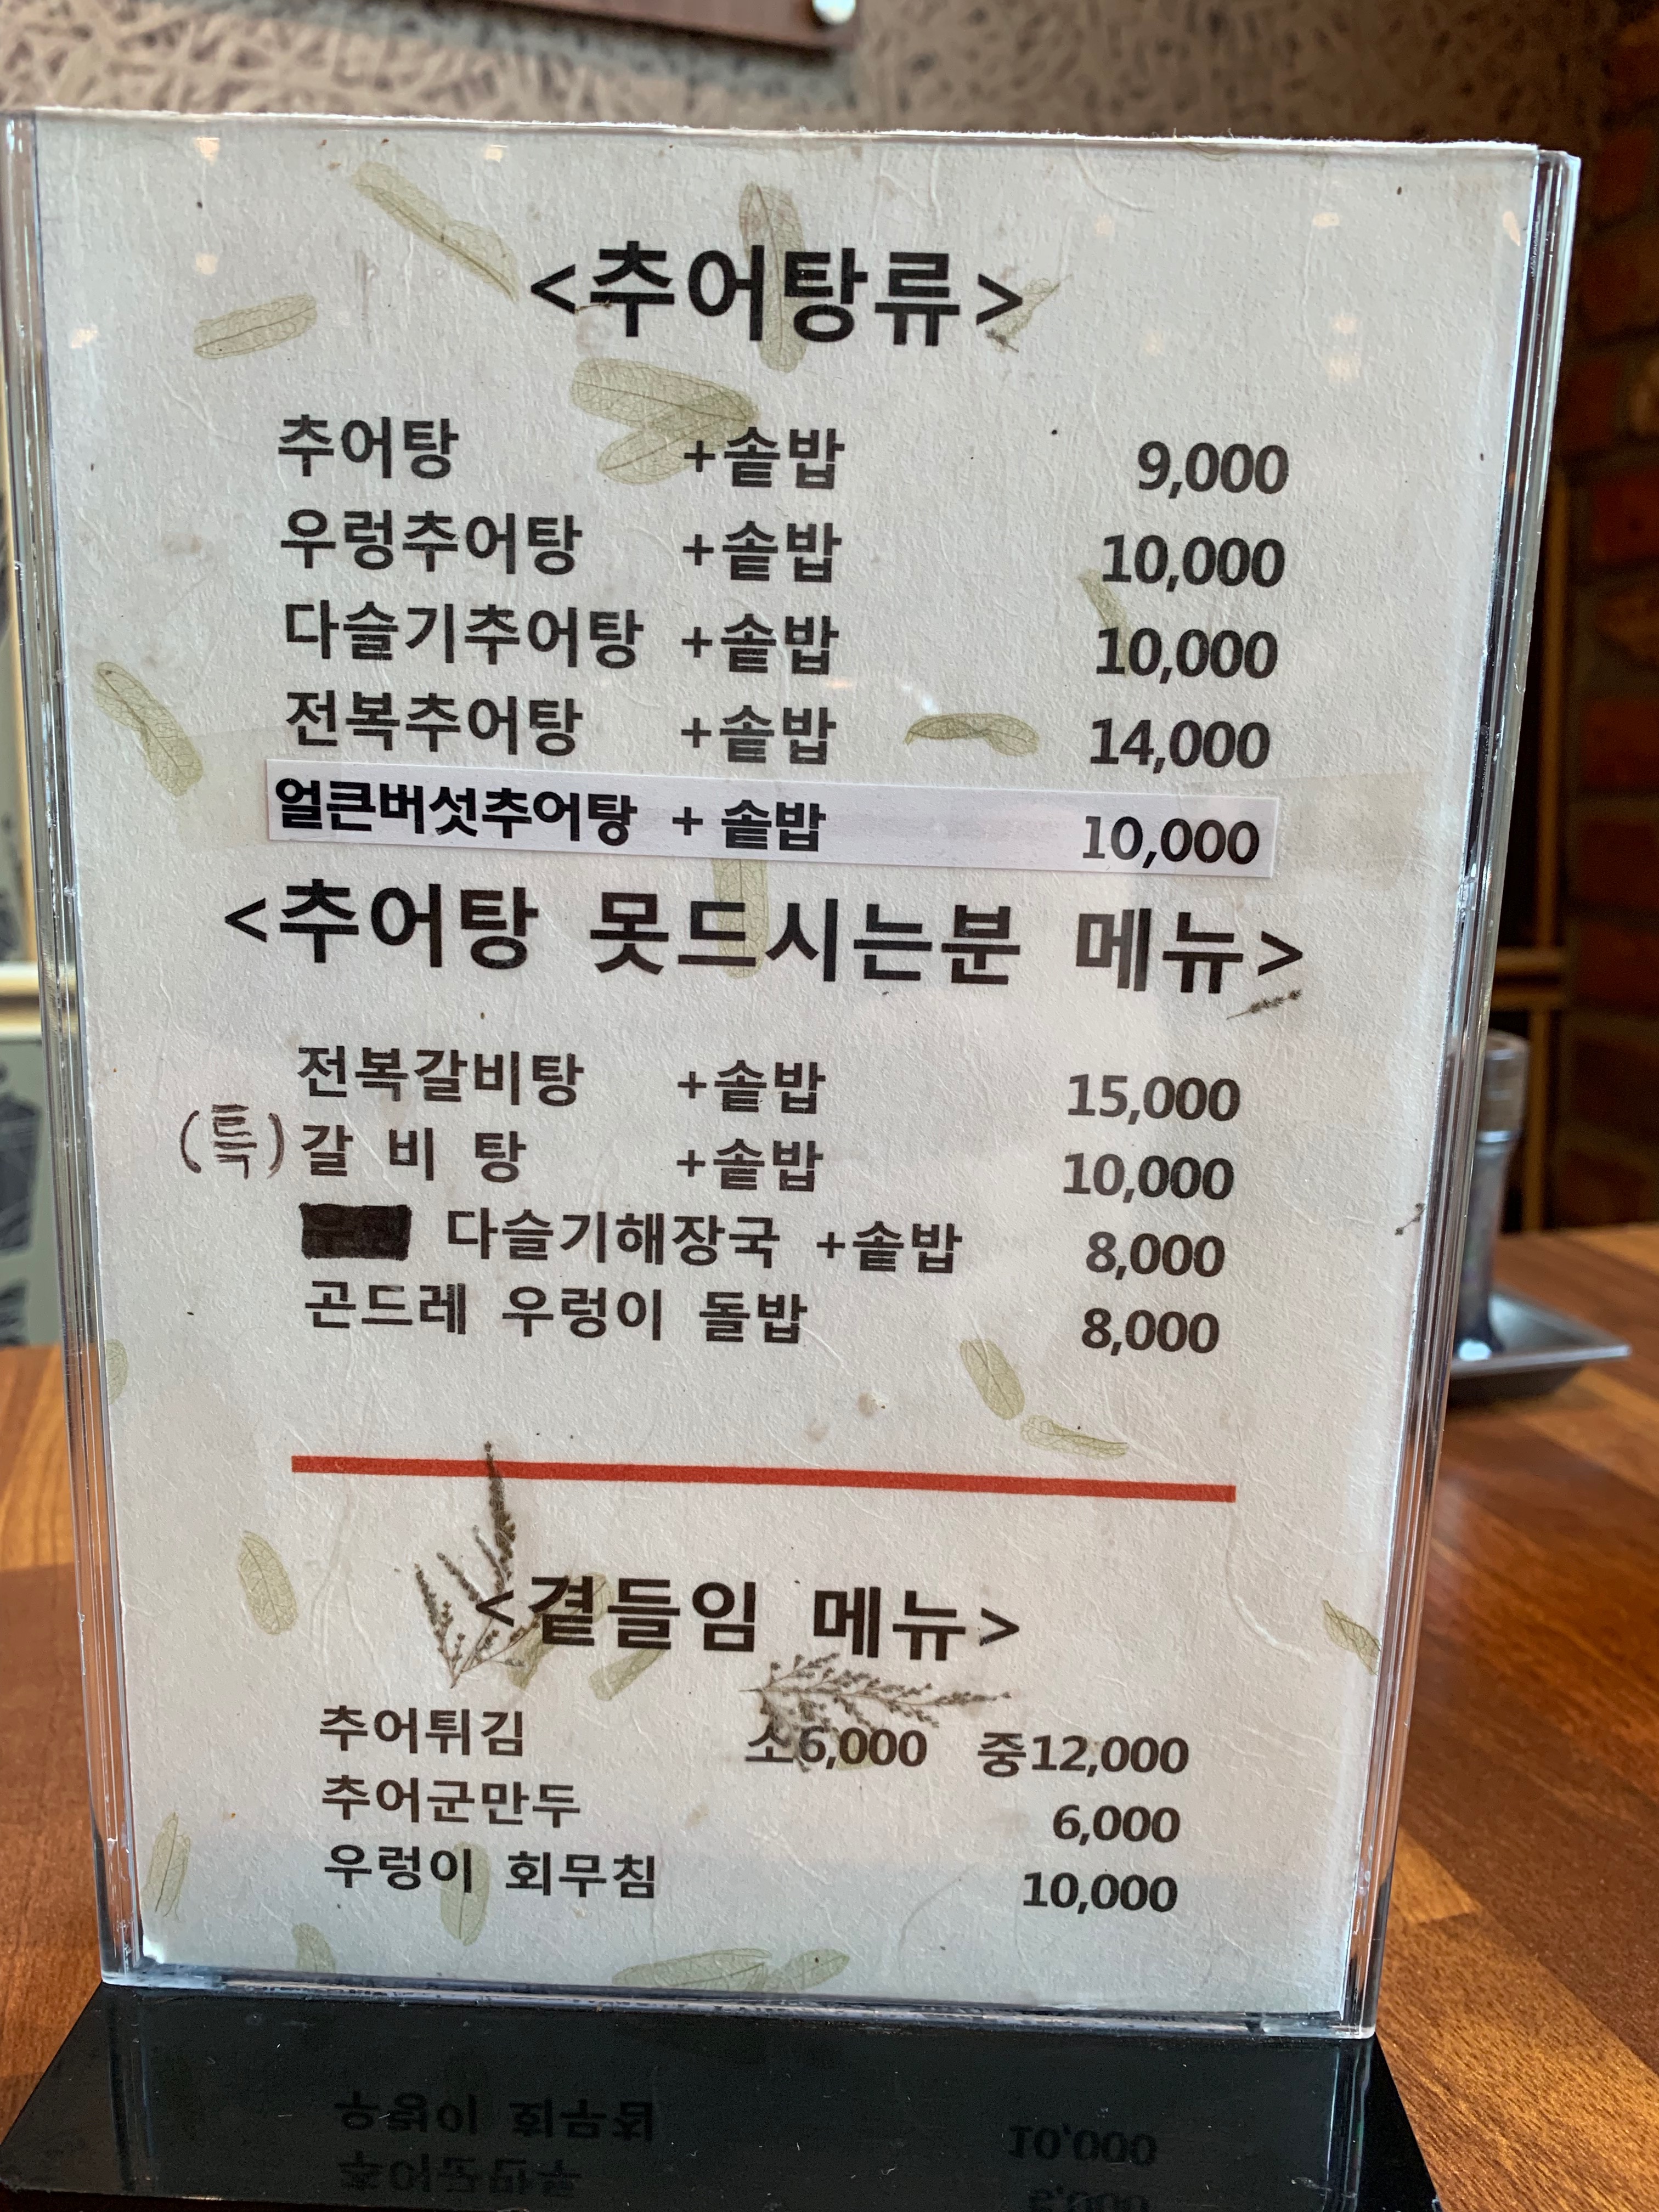 <추어탕류>
추어탕 +솥밥 9,000
우렁추어탕 +솥밥 10,000
다슬기추어탕 +솥밥 10,000
전복추어탕 +솥밥 14,000
얼큰버섯추어탕 + 솥밥 10,000
<추어탕 못드시는분 메뉴>
전복갈비탕 +솥밥 15,000
(특) 갈 비 탕 +솥밥 10,000
다슬기해장국 +솥밥 8,000
곤드레 우렁이 돌밥 8,000
<곁들임 메뉴>
추어튀김 소6,000 중12,000
추어군만두 6,000
우렁이 회무침 10,000